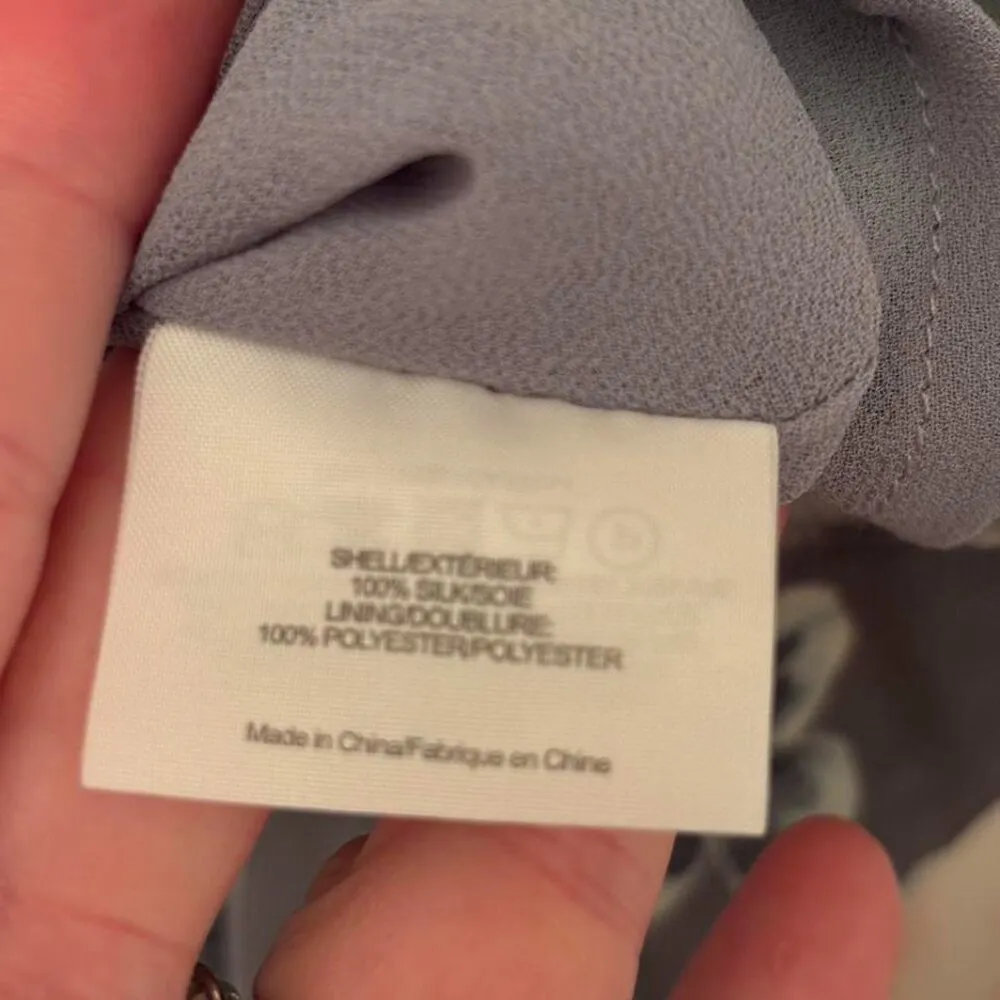 SHELL/EXTÉRIEUR:
100% SILK/SOIE
LINING/DOUBLURE:
100% POLYESTER/POLYESTER
Made in China/Fabrique en Chine